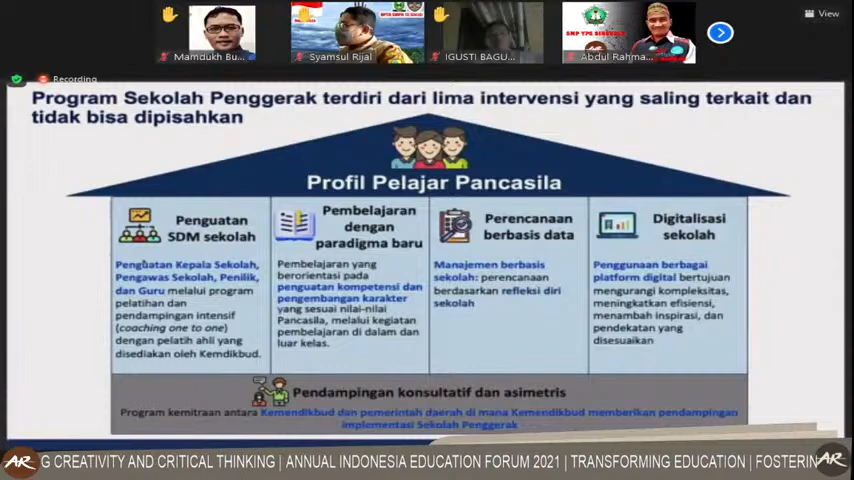 View
Mamdukh Bu...
Syamsul Rijal
IGUSTI BAGU...
SMP YPS SINGKOLE
Abdul Rahma...
Recording
Program Sekolah Penggerak terdiri dari lima intervensi yang saling terkait dan
tidak bisa dipisahkan
Profil Pelajar Pancasila
Penguatan
SDM sekolah
Penguatan Kepala Sekolah,
Pengawas Sekolah, Penilik,
dan Guru melalui program
pelatihan dan
pendampingan intensif
(coaching one to one)
dengan pelatih ahli yang
disediakan oleh Kemdikbud.
Pembelajaran
dengan
paradigma baru
Pembelajaran yang
berorientasi pada
penguatan kompetensi dan
pengembangan karakter
yang sesuai nilai-nilai
Pancasila, melalui kegiatan
pembelajaran di dalam dan
luar kelas.
Perencanaan
berbasis data
Manajemen berbasis
sekolah: perencanaan
berdasarkan refleksi diri
sekolah
Digitalisasi
sekolah
Penggunaan berbagai
platform digital bertujuan
mengurangi kompleksitas,
meningkatkan efisiensi,
menambah inspirasi, dan
pendekatan yang
disesuaikan
Pendampingan konsultatif dan asimetris
Program kemitraan antara Kemendikbud dan pemerintah daerah di mana Kemendikbud memberikan pendampingan
implementasi Sekolah Penggerak
AR G CREATIVITY AND CRITICAL THINKING | ANNUAL INDONESIA EDUCATION FORUM 2021 | TRANSFORMING EDUCATION | FOSTERIN AR